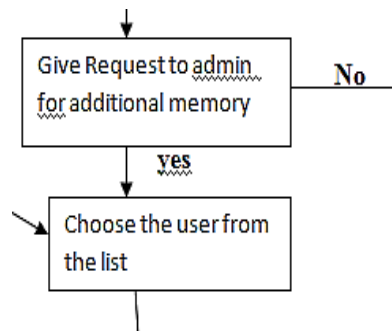 Give Request to admin
for additional memory
No
yes
Choose the user from
the list